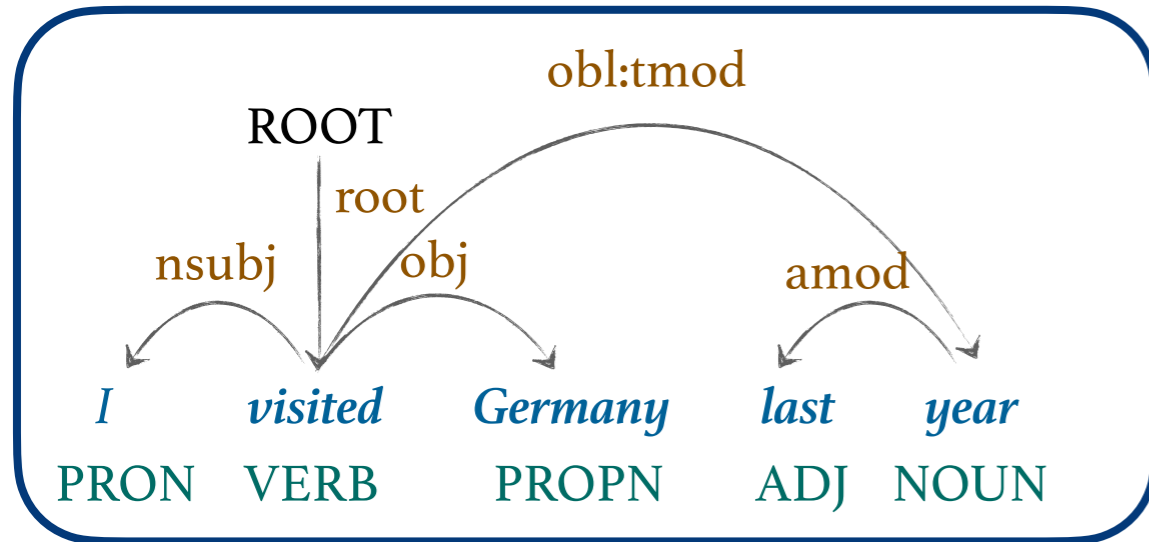 obl:tmod
ROOT
root
nsubj obj amod
I visited Germany last year
PRON VERB PROPN ADJ NOUN